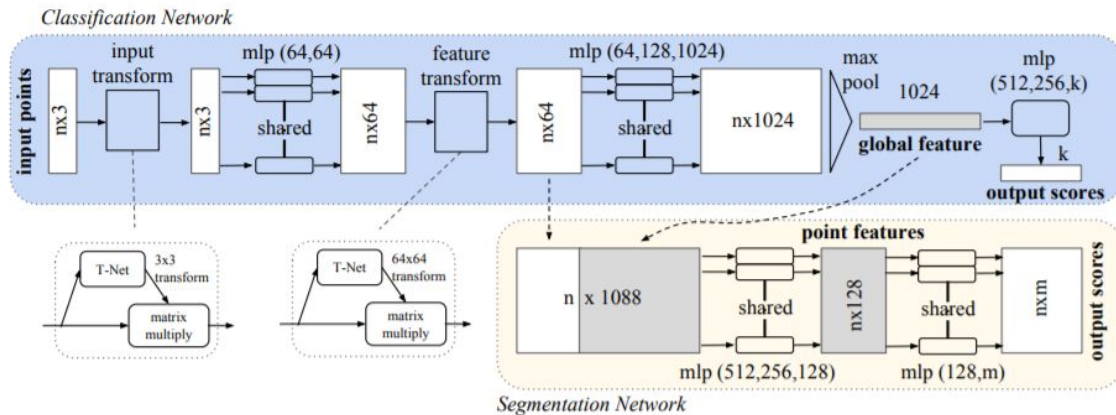 Classification Network
input points
nx3
input
transform
nx3
mlp (64,64)
shared
nx64
feature
transform
nx64
mlp (64,128,1024)
shared
nx1024
max
pool
1024
global feature
mlp
(512,256,k)
k
output scores
T-Net
3x3
transform
matrix
multiply
T-Net
64x64
transform
matrix
multiply
point features
n x 1088
shared
mlp (512,256,128)
nx128
shared
mlp (128,m)
nxm
output scores
Segmentation Network